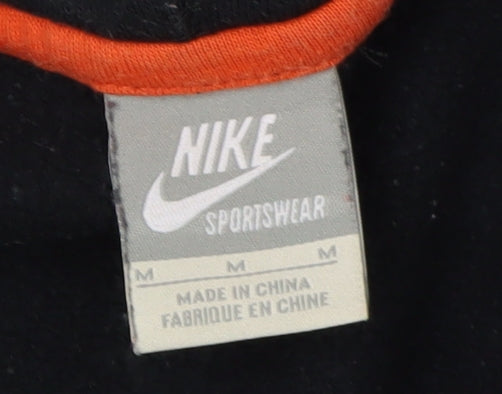 NIKE
SPORTSWEAR
M M M
MADE IN CHINA
FABRIQUE EN CHINE